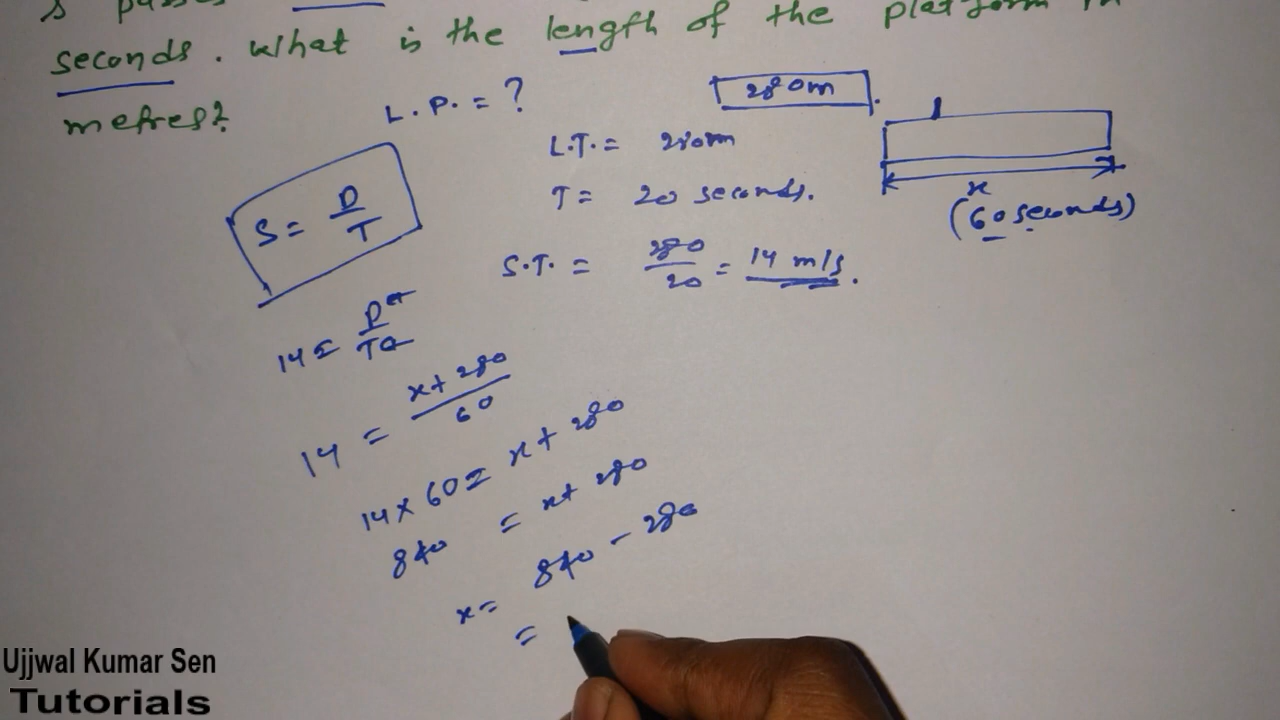 seconds. What is the length of the platform in
metres?
L.P. = ?
280m
L.T. = 280m
T = 20 seconds.
x
(60 seconds)
S = D/T
S.T. = 280/20 = 14 m/s.
14 =
14 = x + 280/60
14 x 60 = x + 280
840 = x + 280
x = 840 - 280
=
Ujjwal Kumar Sen
Tutorials